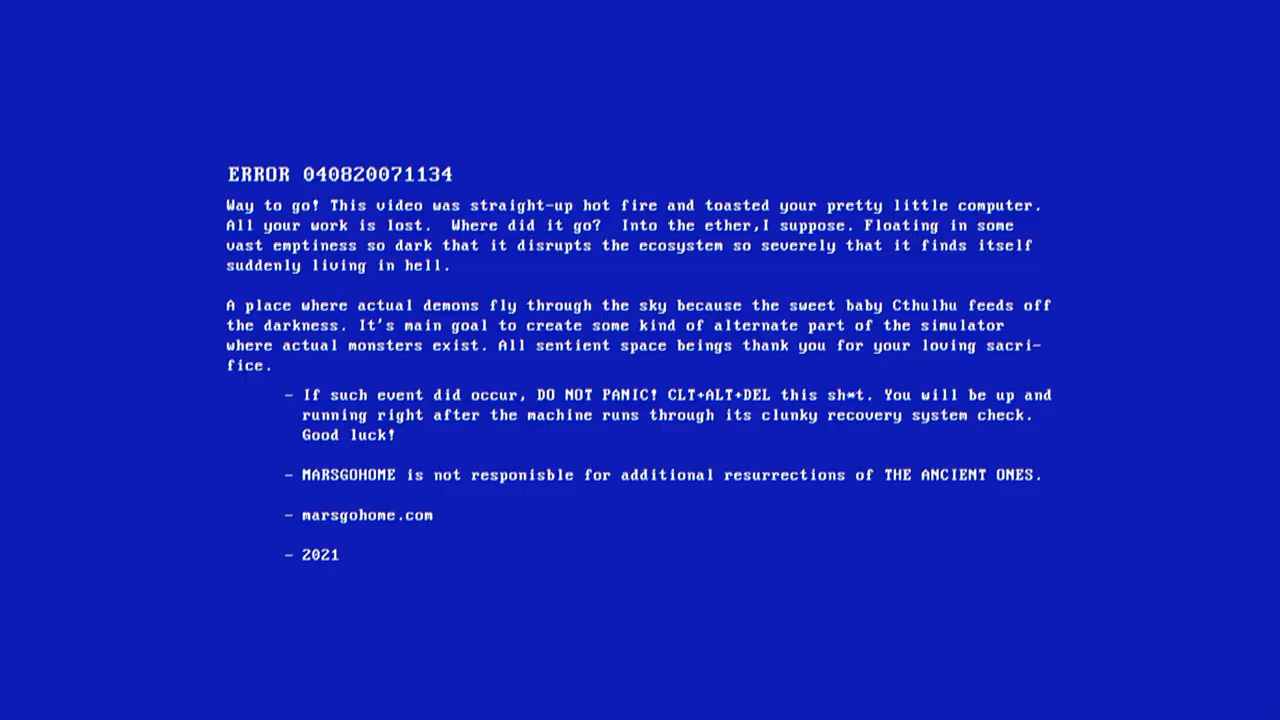 ERROR 040820071134
Way to go! This video was straight-up hot fire and toasted your pretty little computer.
All your work is lost.  Where did it go?  Into the ether,I suppose. Floating in some
vast emptiness so dark that it disrupts the ecosystem so severely that it finds itself
suddenly living in hell.
A place where actual demons fly through the sky because the sweet baby Cthulhu feeds off
the darkness. It's main goal to create some kind of alternate part of the simulator
where actual monsters exist. All sentient space beings thank you for your loving sacri-
fice.
- If such event did occur, DO NOT PANIC! CLT+ALT+DEL this sh*t. You will be up and
running right after the machine runs through its clunky recovery system check.
Good luck!
- MARSGOHOME is not responisble for additional resurrections of THE ANCIENT ONES.
- marsgohome.com
- 2021